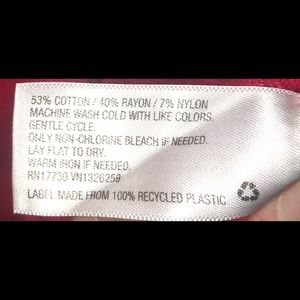 53% COTTON / 40% RAYON / 7% NYLON
MACHINE WASH COLD WITH LIKE COLORS.
GENTLE CYCLE.
ONLY NON-CHLORINE BLEACH IF NEEDED.
LAY FLAT TO DRY.
WARM IRON IF NEEDED.
RN17730 VN1326259
LABEL MADE FROM 100% RECYCLED PLASTIC